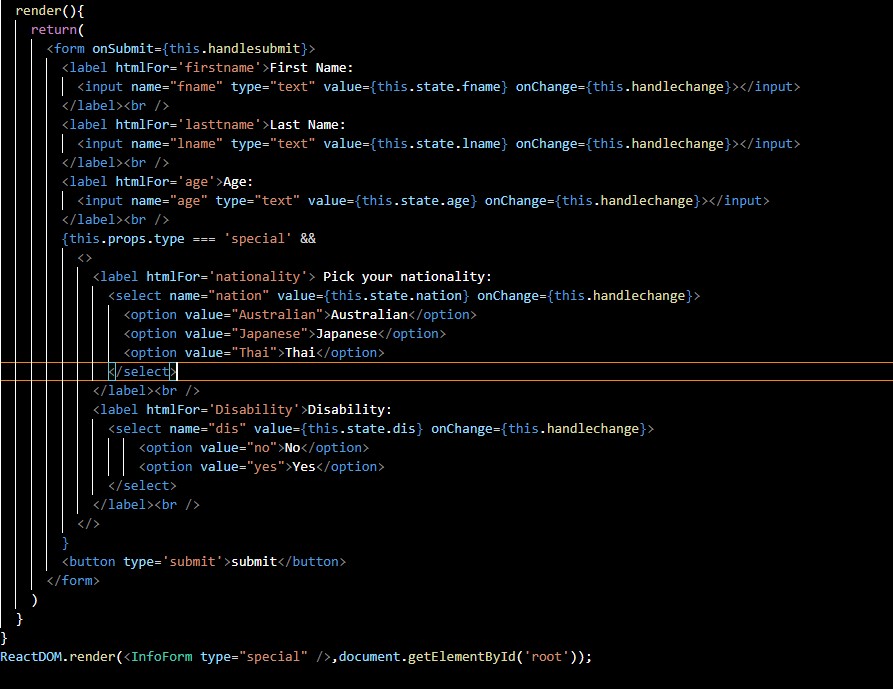 render(){
return(
<form onSubmit={this.handlesubmit}>
<label htmlFor='firstname'>First Name:
<input name="fname" type="text" value={this.state.fname} onChange={this.handlechange}></input>
</label><br />
<label htmlFor='lasttname'>Last Name:
<input name="lname" type="text" value={this.state.lname} onChange={this.handlechange}></input>
</label><br />
<label htmlFor='age'>Age:
<input name="age" type="text" value={this.state.age} onChange={this.handlechange}></input>
</label><br />
{this.props.type === 'special' &&
<>
<label htmlFor='nationality'> Pick your nationality:
<select name="nation" value={this.state.nation} onChange={this.handlechange}>
<option value="Australian">Australian</option>
<option value="Japanese">Japanese</option>
<option value="Thai">Thai</option>
</select>
</label><br />
<label htmlFor='Disability'>Disability:
<select name="dis" value={this.state.dis} onChange={this.handlechange}>
<option value="no">No</option>
<option value="yes">Yes</option>
</select>
</label><br />
</>
}
<button type='submit'>submit</button>
</form>
)
}
}
ReactDOM.render(<InfoForm type="special" />,document.getElementById('root'));